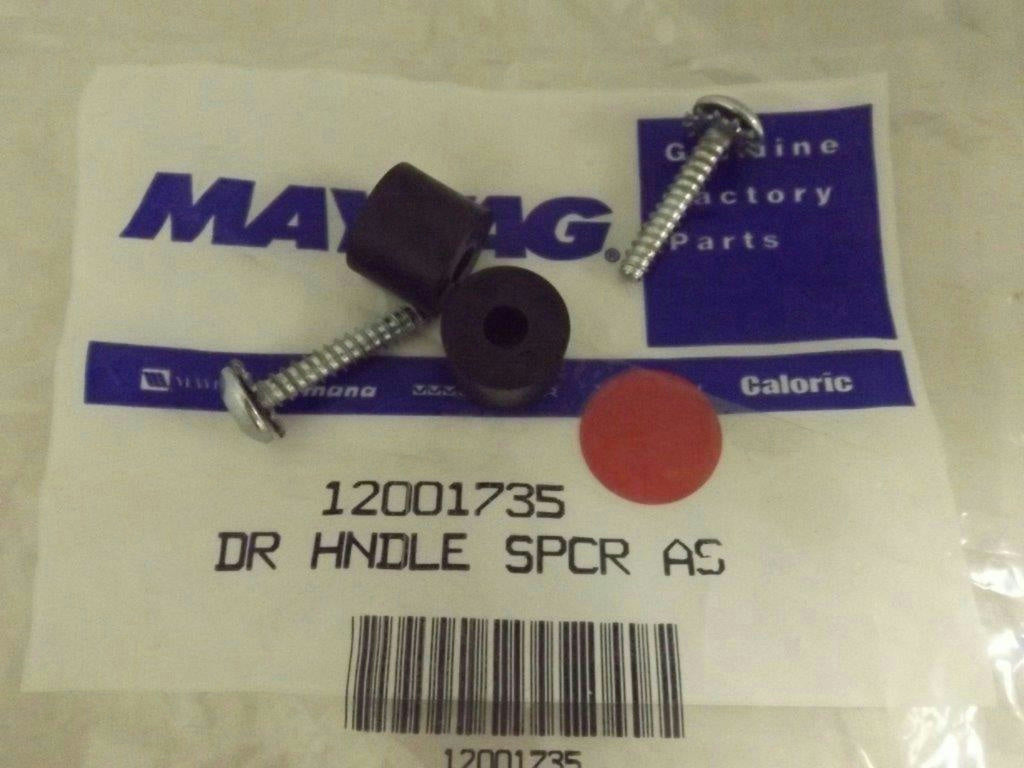 MAYTAG®
Genuine
Factory
Parts
Caloric
12001735
DR HNDLE SPCR AS
12001735